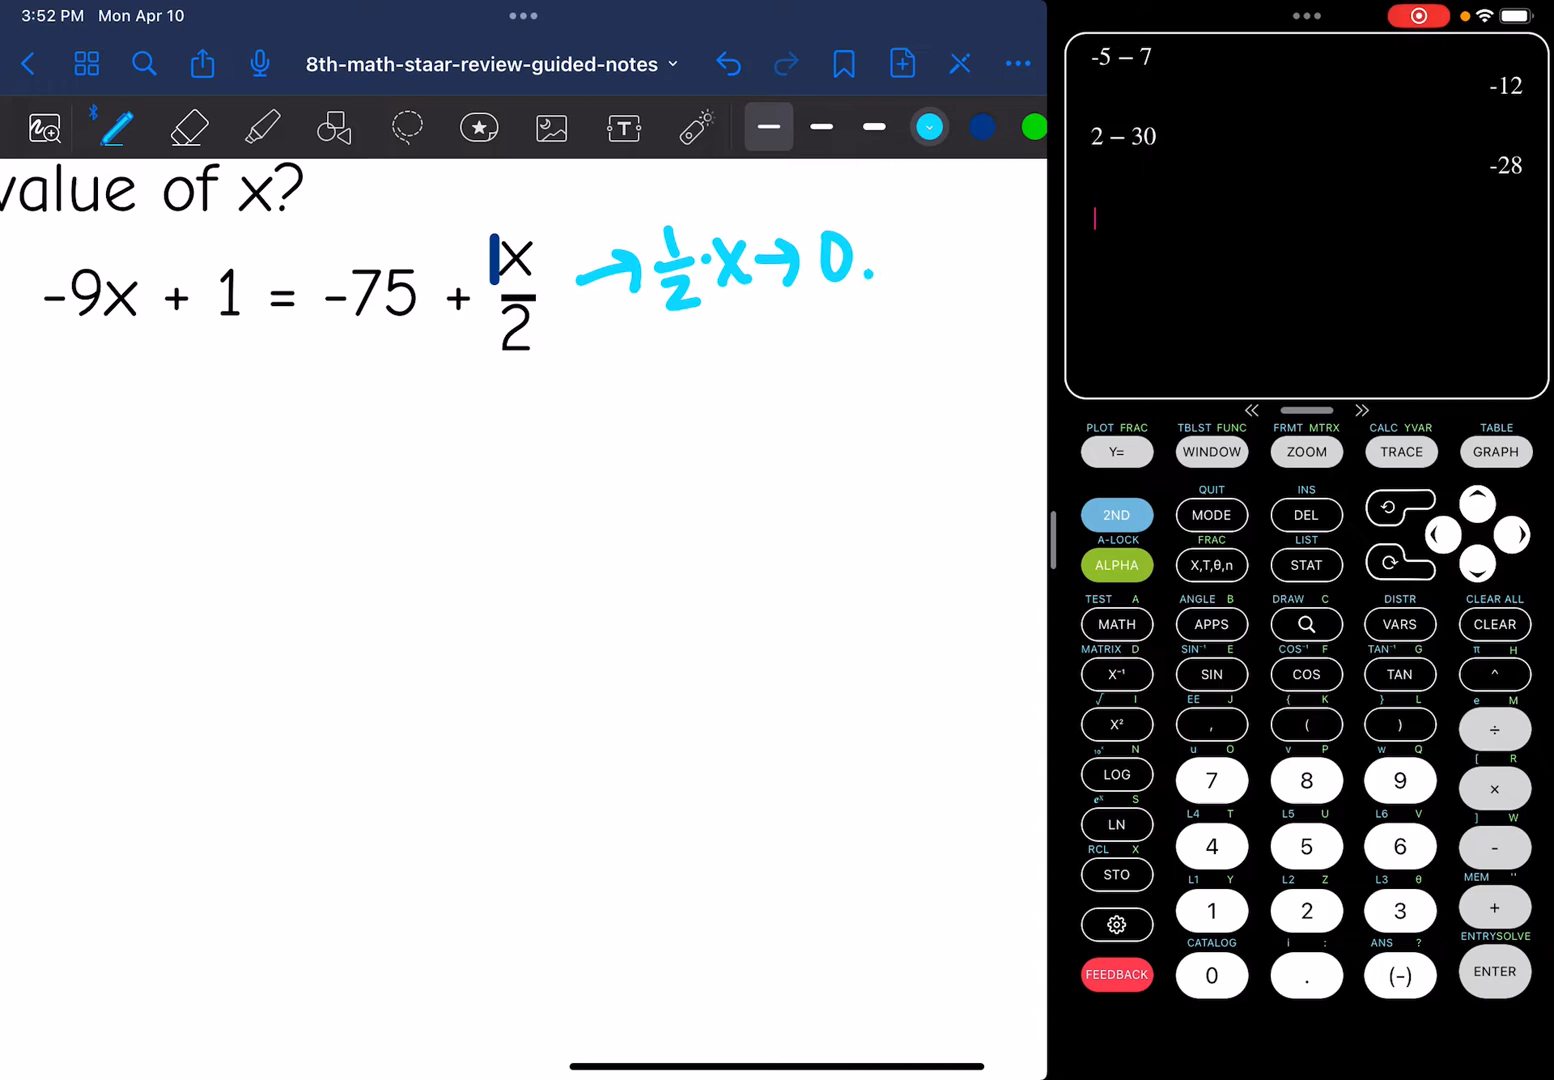 3:52 PM Mon Apr 10
8th-math-staar-review-guided-notes
value of x?
-9x + 1 = -75 + 1x/2 → 1/2 · x → 0.
-5 – 7
-12
2 – 30
-28
PLOT FRAC TBLST FUNC FRMT MTRX CALC YVAR TABLE
Y= WINDOW ZOOM TRACE GRAPH
QUIT INS
2ND MODE DEL
A-LOCK FRAC LIST
ALPHA X,T,θ,n STAT
TEST A ANGLE B DRAW C DISTR CLEAR ALL
MATH APPS VARS CLEAR
MATRIX D SIN⁻¹ E COS⁻¹ F TAN⁻¹ G π H
X⁻¹ SIN COS TAN ^
√ I EE J { K } L e M
X² , ( ) ÷
10ˣ N u O v P w Q [ R
LOG 7 8 9 ×
eˣ S L4 T L5 U L6 V ] W
LN 4 5 6 -
RCL X L1 Y L2 Z L3 θ MEM "
STO 1 2 3 +
CATALOG i : ANS ? ENTRY SOLVE
FEEDBACK 0 . (-) ENTER